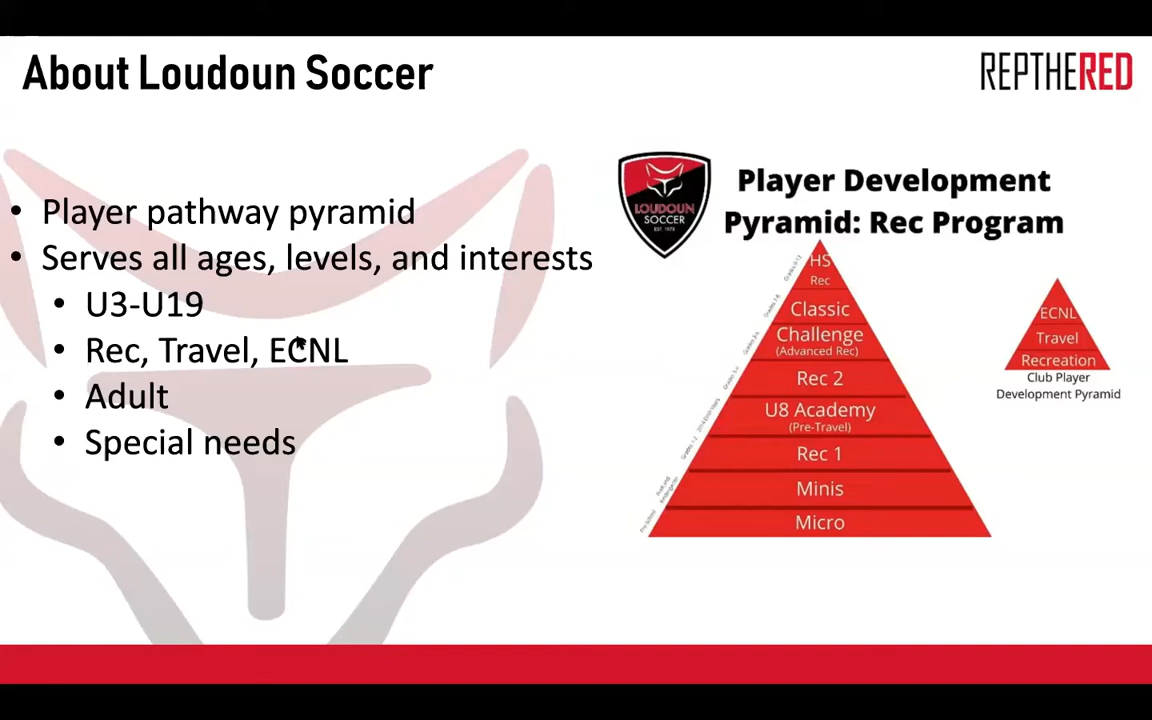 About Loudoun Soccer
REPTHERED
• Player pathway pyramid
• Serves all ages, levels, and interests
• U3-U19
• Rec, Travel, ECNL
• Adult
• Special needs
LOUDOUN
SOCCER
EST. 1978
Player Development
Pyramid: Rec Program
HS
Rec
Classic
Challenge
(Advanced Rec)
Rec 2
U8 Academy
(Pre-Travel)
Rec 1
Minis
Micro
ECNL
Travel
Recreation
Club Player
Development Pyramid